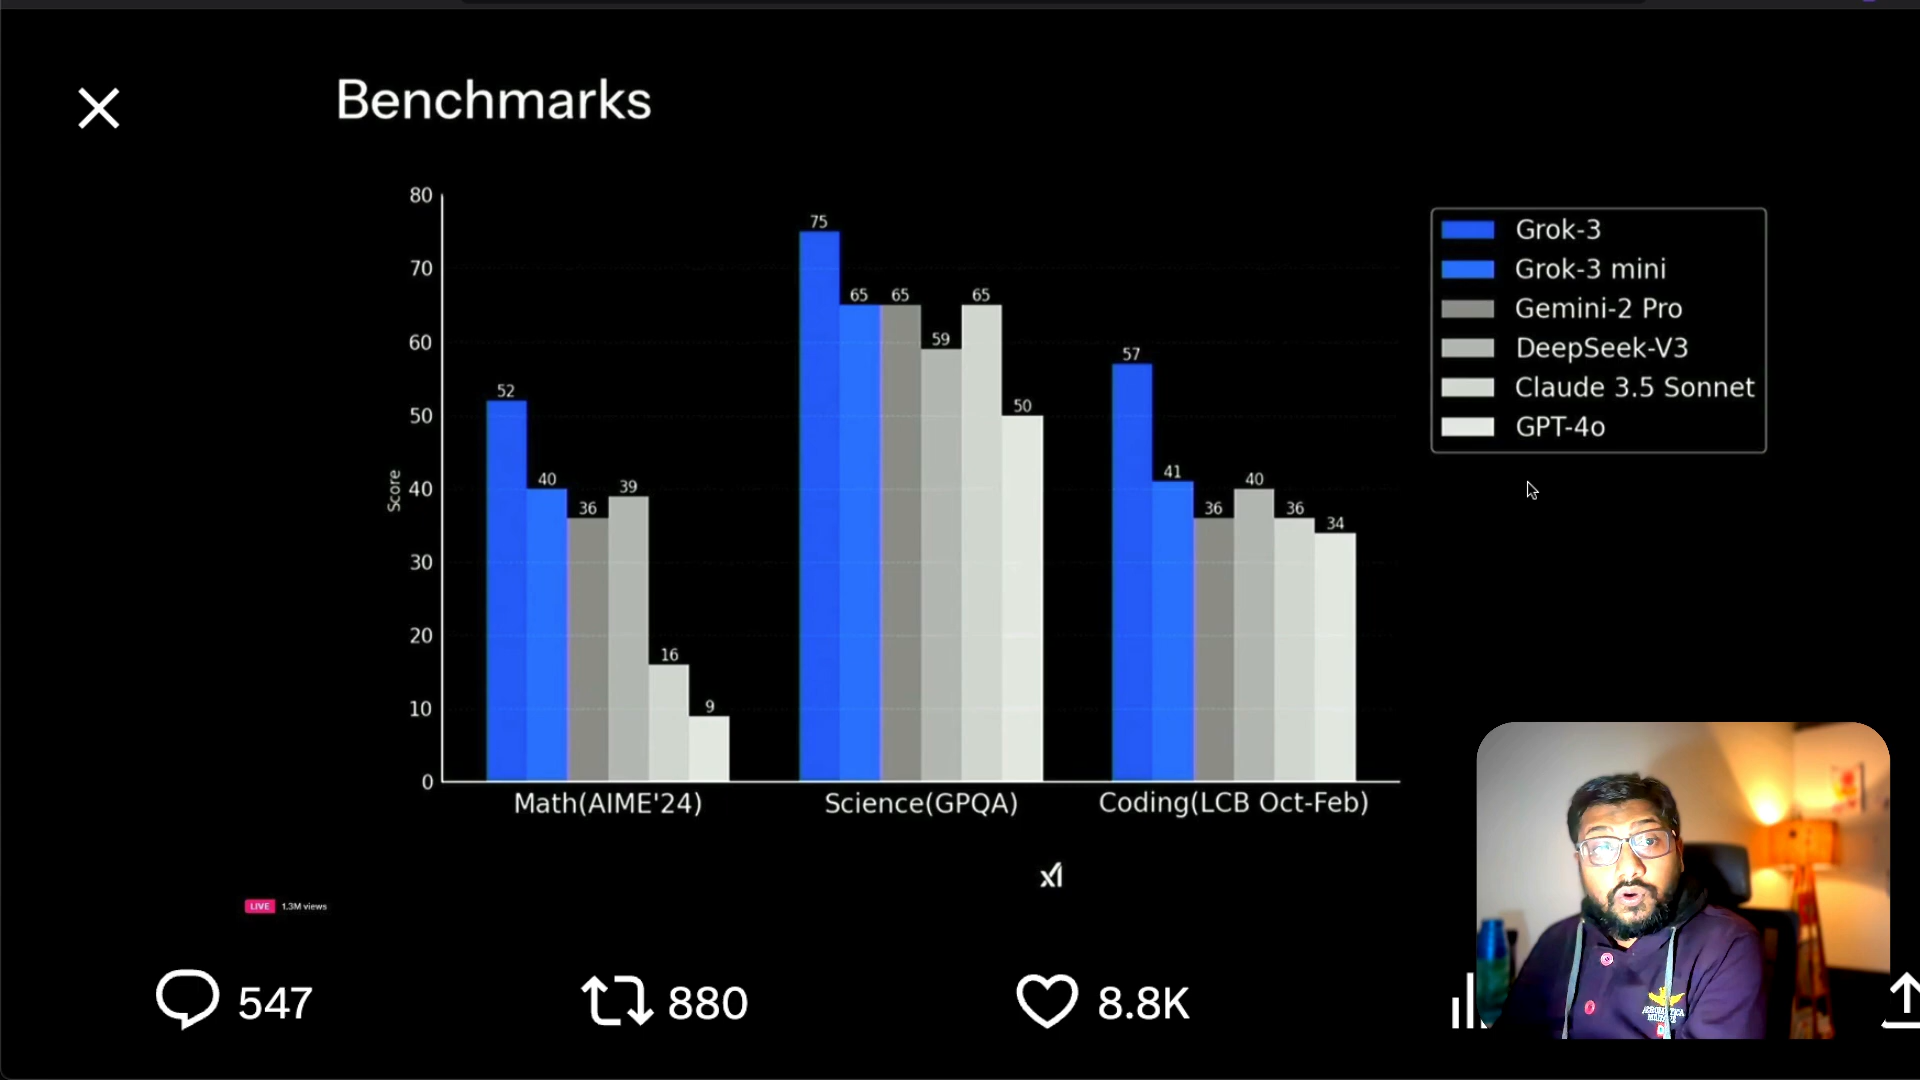 Benchmarks
80
70
60
50
40
30
20
10
0
Score
52
40
36
39
16
9
75
65
65
59
65
50
57
41
36
40
36
34
Math(AIME'24)
Science(GPQA)
Coding(LCB Oct-Feb)
Grok-3
Grok-3 mini
Gemini-2 Pro
DeepSeek-V3
Claude 3.5 Sonnet
GPT-4o
xI
LIVE 1.3M views
547
880
8.8K